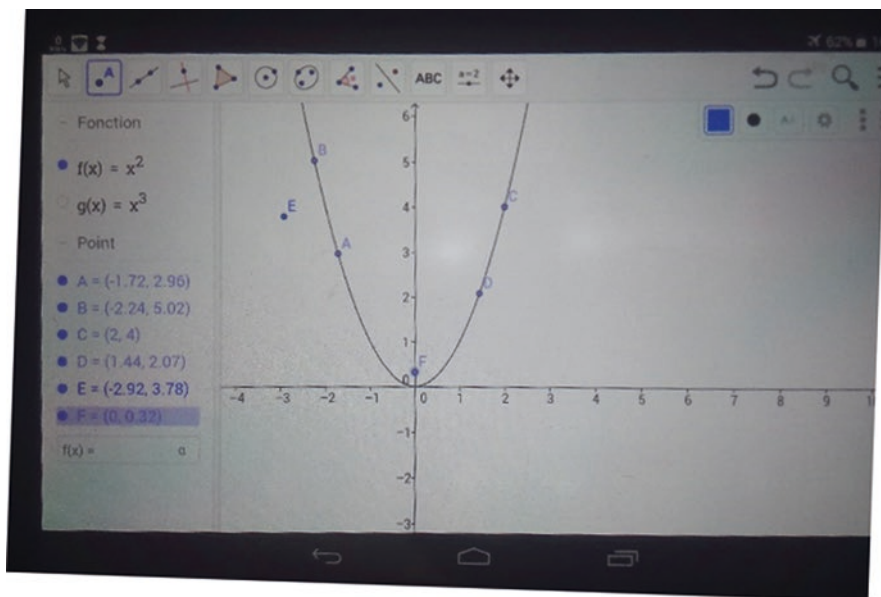 62%
ABC
a=2
Fonction
f(x) = x²
g(x) = x³
Point
A = (-1.72, 2.96)
B = (-2.24, 5.02)
C = (2, 4)
D = (1.44, 2.07)
E = (-2.92, 3.78)
F = (0, 0.32)
f(x) =
α
6
5
4
3
2
1
0
-1
-2
-3
-4 -3 -2 -1 0 1 2 3 4 5 6 7 8 9
B
E
A
C
D
F